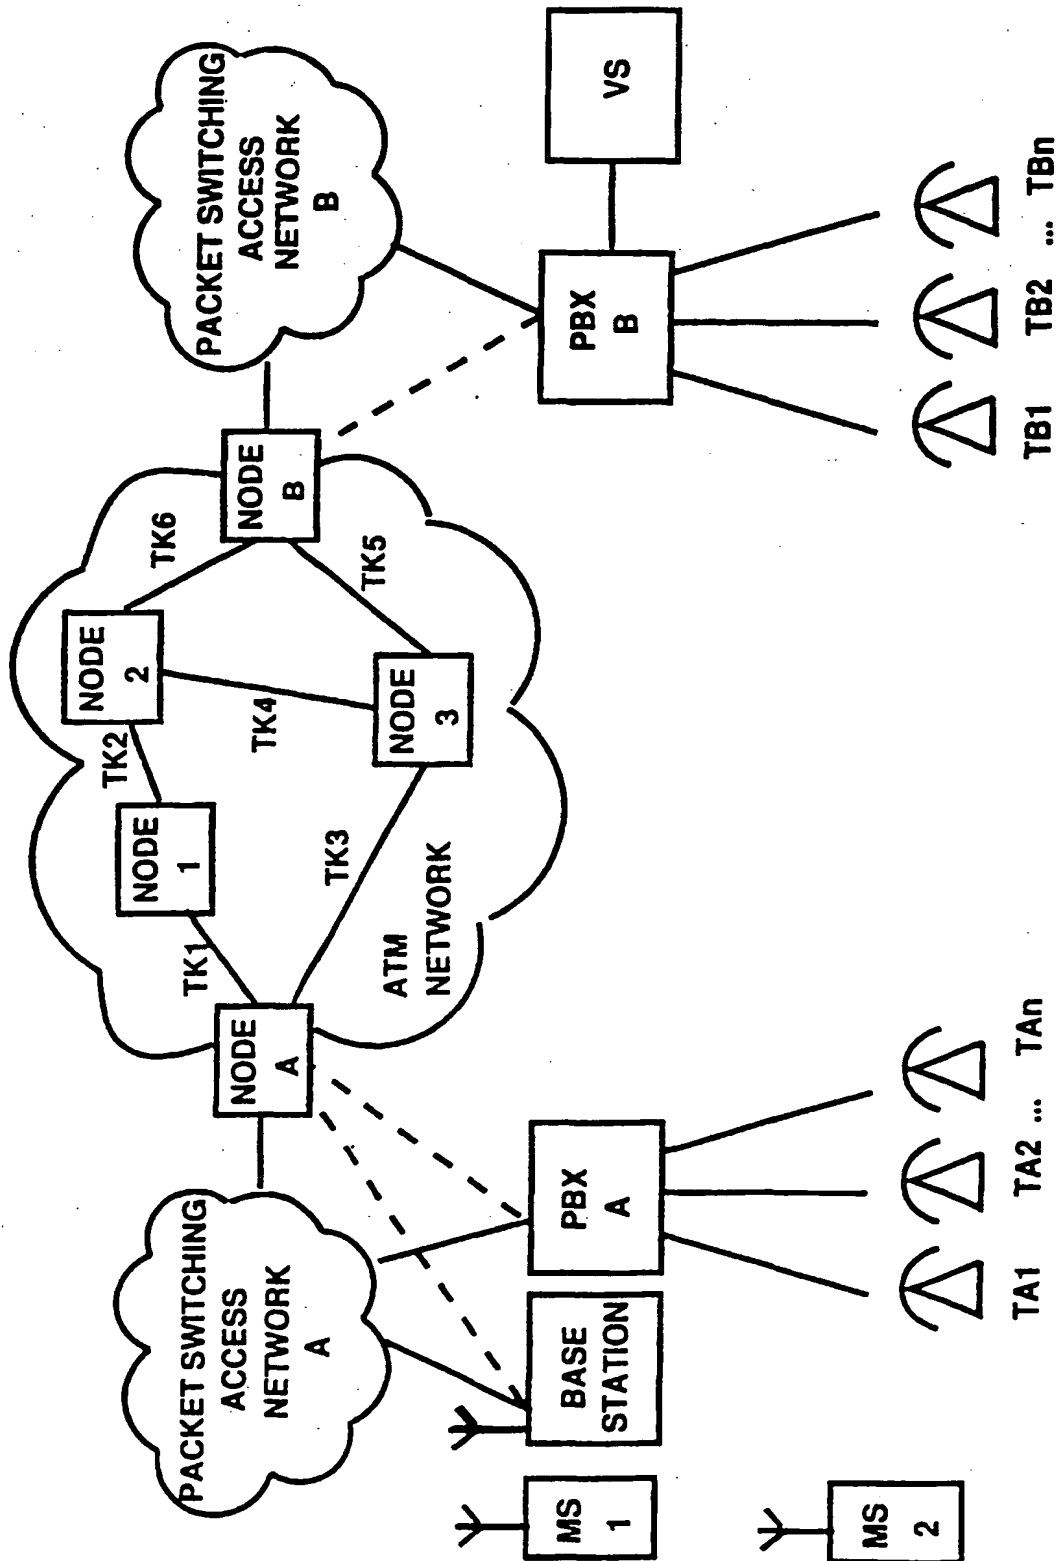 PACKET SWITCHING
ACCESS
NETWORK
A
NODE
A
TK1
NODE
1
TK2
NODE
2
TK6
TK4
TK3
NODE
3
TK5
NODE
B
ATM
NETWORK
PACKET SWITCHING
ACCESS
NETWORK
B
MS
1
BASE
STATION
PBX
A
PBX
B
VS
MS
2
TA1
TA2
...
TAn
TB1
TB2
...
TBn